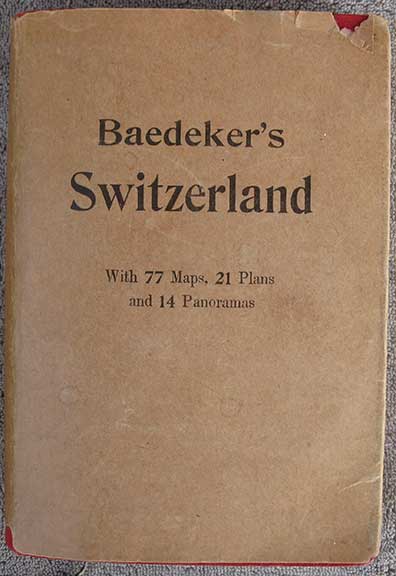 Baedeker's
Switzerland
With 77 Maps, 21 Plans
and 14 Panoramas